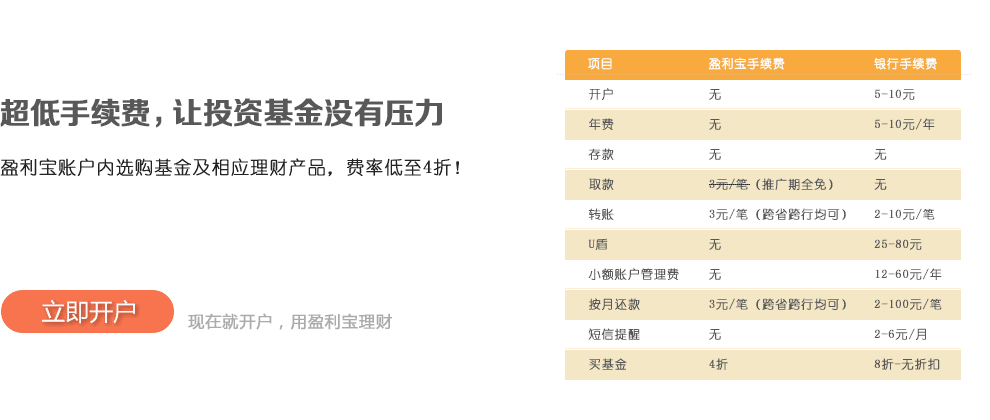 超低手续费，让投资基金没有压力
盈利宝账户内选购基金及相应理财产品，费率低至4折！
立即开户
现在就开户，用盈利宝理财
项目 盈利宝手续费 银行手续费
开户 无 5-10元
年费 无 5-10元/年
存款 无 无
取款 3元/笔（推广期全免） 无
转账 3元/笔（跨省跨行均可） 2-10元/笔
U盾 无 25-80元
小额账户管理费 无 12-60元/年
按月还款 3元/笔（跨省跨行均可） 2-100元/笔
短信提醒 无 2-6元/月
买基金 4折 8折-无折扣